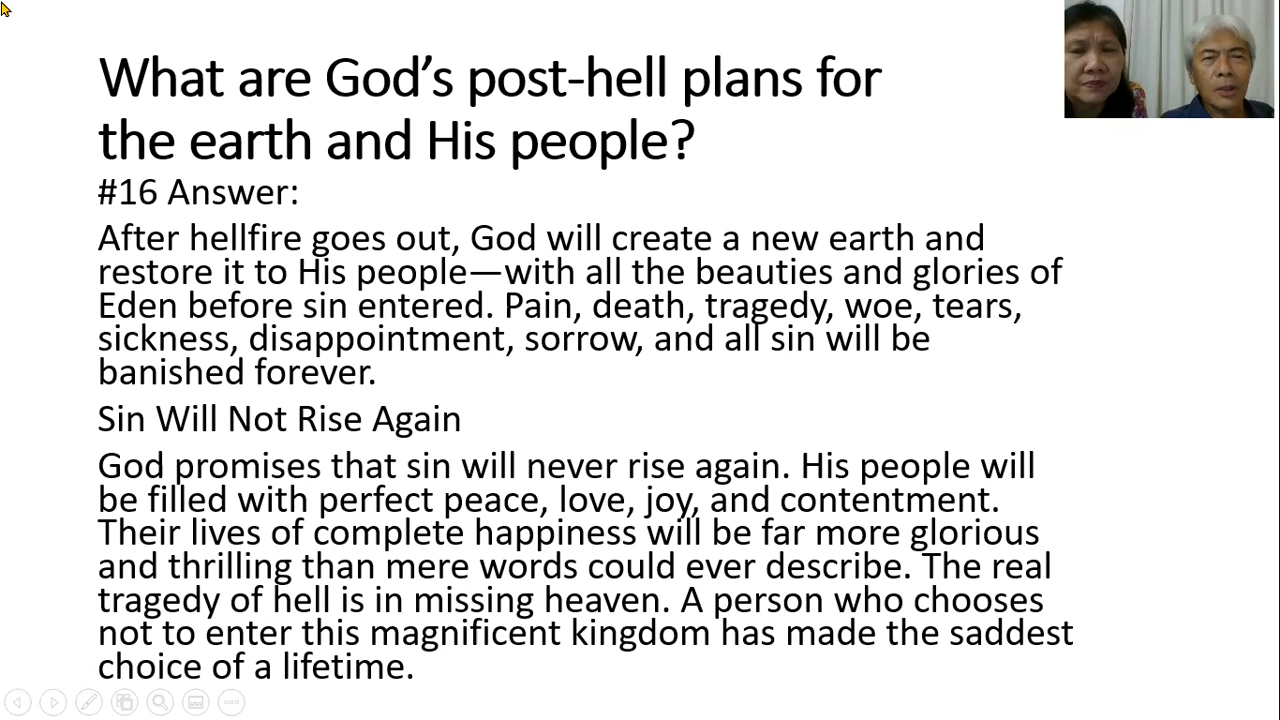 What are God’s post-hell plans for
the earth and His people?
#16 Answer:
After hellfire goes out, God will create a new earth and
restore it to His people—with all the beauties and glories of
Eden before sin entered. Pain, death, tragedy, woe, tears,
sickness, disappointment, sorrow, and all sin will be
banished forever.
Sin Will Not Rise Again
God promises that sin will never rise again. His people will
be filled with perfect peace, love, joy, and contentment.
Their lives of complete happiness will be far more glorious
and thrilling than mere words could ever describe. The real
tragedy of hell is in missing heaven. A person who chooses
not to enter this magnificent kingdom has made the saddest
choice of a lifetime.